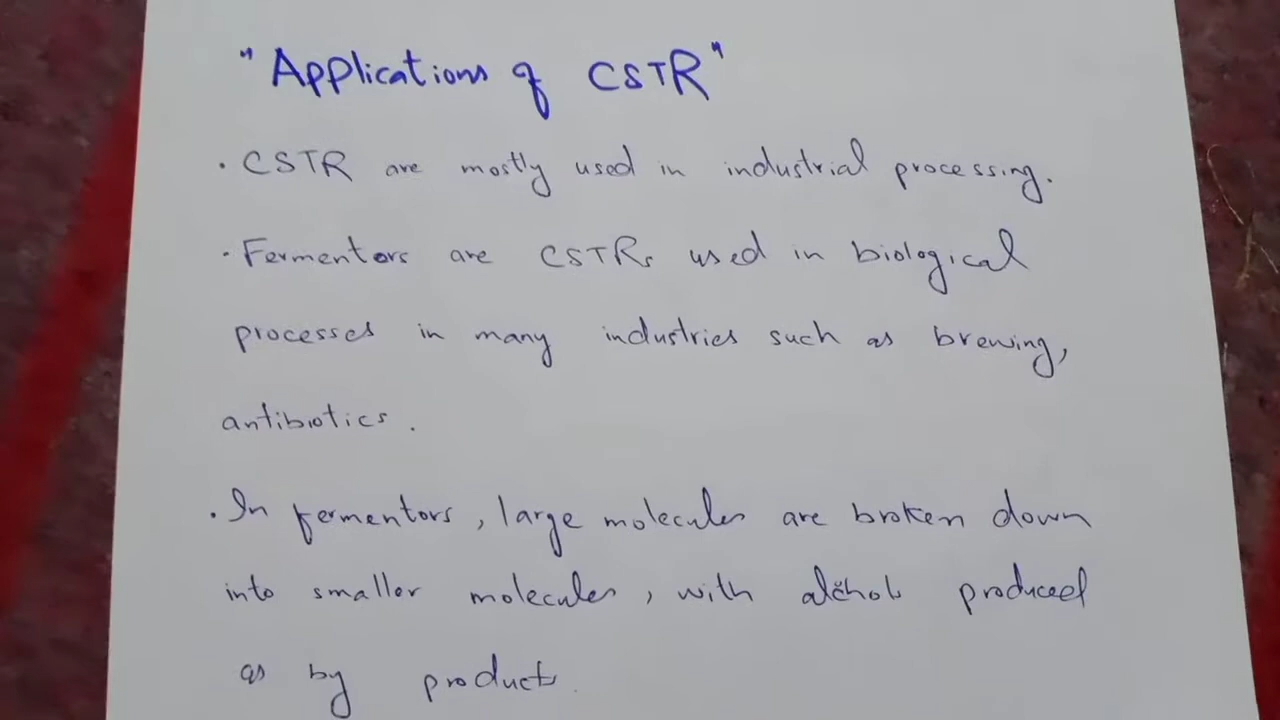 "Applications of CSTR"
· CSTR are mostly used in industrial processing.
· Fermentors are CSTRs used in biological
processes in many industries such as brewing,
antibiotics.
· In fermentors, large molecules are broken down
into smaller molecules, with alchol produced
as by products.